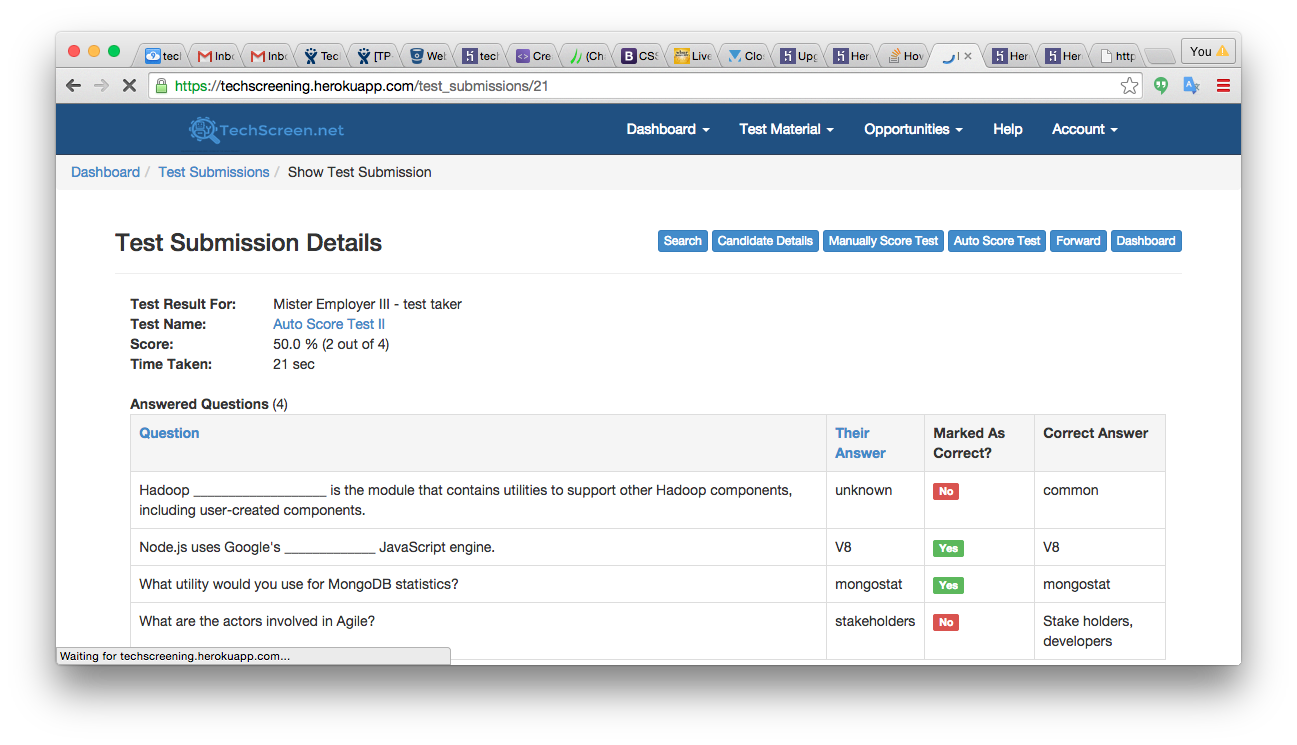 tecl Inbo Inbo Tec [TP- Wel tecl Cre (Cha CSS Live Clo Upg Her Hov Her Her http You
https://techscreening.herokuapp.com/test_submissions/21
TechScreen.net Dashboard Test Material Opportunities Help Account
Dashboard / Test Submissions / Show Test Submission
Test Submission Details Search Candidate Details Manually Score Test Auto Score Test Forward Dashboard
Test Result For: Mister Employer III - test taker
Test Name: Auto Score Test II
Score: 50.0 % (2 out of 4)
Time Taken: 21 sec
Answered Questions (4)
Question Their Answer Marked As Correct? Correct Answer
Hadoop ___________________ is the module that contains utilities to support other Hadoop components, unknown No common
including user-created components.
Node.js uses Google's _____________ JavaScript engine. V8 Yes V8
What utility would you use for MongoDB statistics? mongostat Yes mongostat
What are the actors involved in Agile? stakeholders No Stake holders,
developers
Waiting for techscreening.herokuapp.com...